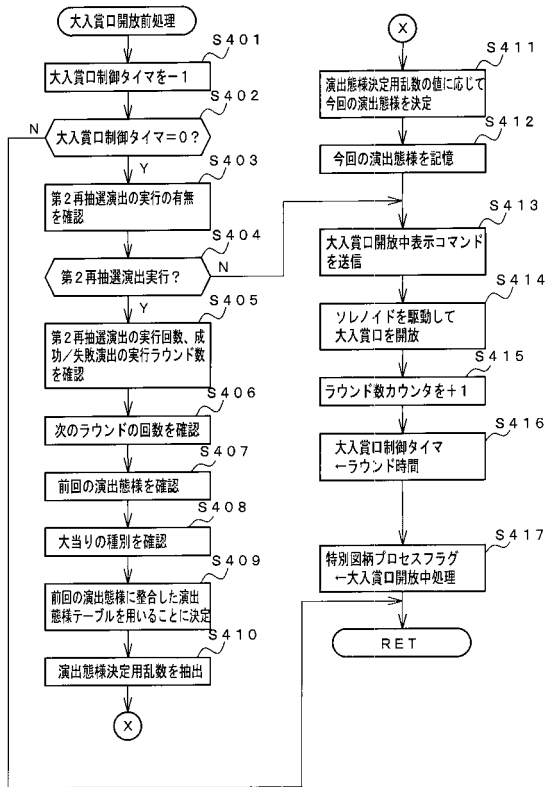 大入賞口開放前処理
S401
大入賞口制御タイマを－1
S402
N
大入賞口制御タイマ＝0？
Y
S403
第2再抽選演出の実行の有無
を確認
S404
第2再抽選演出実行？
N
Y
S405
第2再抽選演出の実行回数、成
功／失敗演出の実行ラウンド数
を確認
S406
次のラウンドの回数を確認
S407
前回の演出態様を確認
S408
大当りの種別を確認
S409
前回の演出態様に整合した演出
態様テーブルを用いることに決定
S410
演出態様決定用乱数を抽出
X
X
S411
演出態様決定用乱数の値に応じて
今回の演出態様を決定
S412
今回の演出態様を記憶
S413
大入賞口開放中表示コマンド
を送信
S414
ソレノイドを駆動して
大入賞口を開放
S415
ラウンド数カウンタを＋1
S416
大入賞口制御タイマ
←ラウンド時間
S417
特別図柄プロセスフラグ
←大入賞口開放中処理
RET